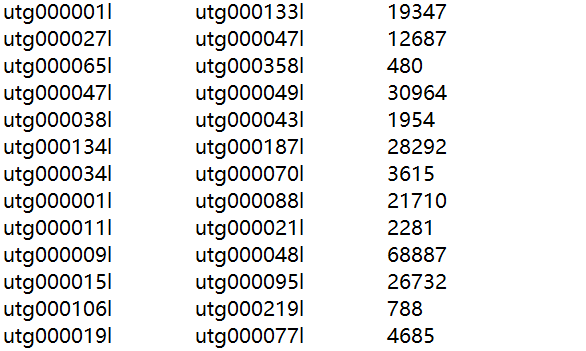 utg000001l utg000133l 19347
utg000027l utg000047l 12687
utg000065l utg000358l 480
utg000047l utg000049l 30964
utg000038l utg000043l 1954
utg000134l utg000187l 28292
utg000034l utg000070l 3615
utg000001l utg000088l 21710
utg000011l utg000021l 2281
utg000009l utg000048l 68887
utg000015l utg000095l 26732
utg000106l utg000219l 788
utg000019l utg000077l 4685